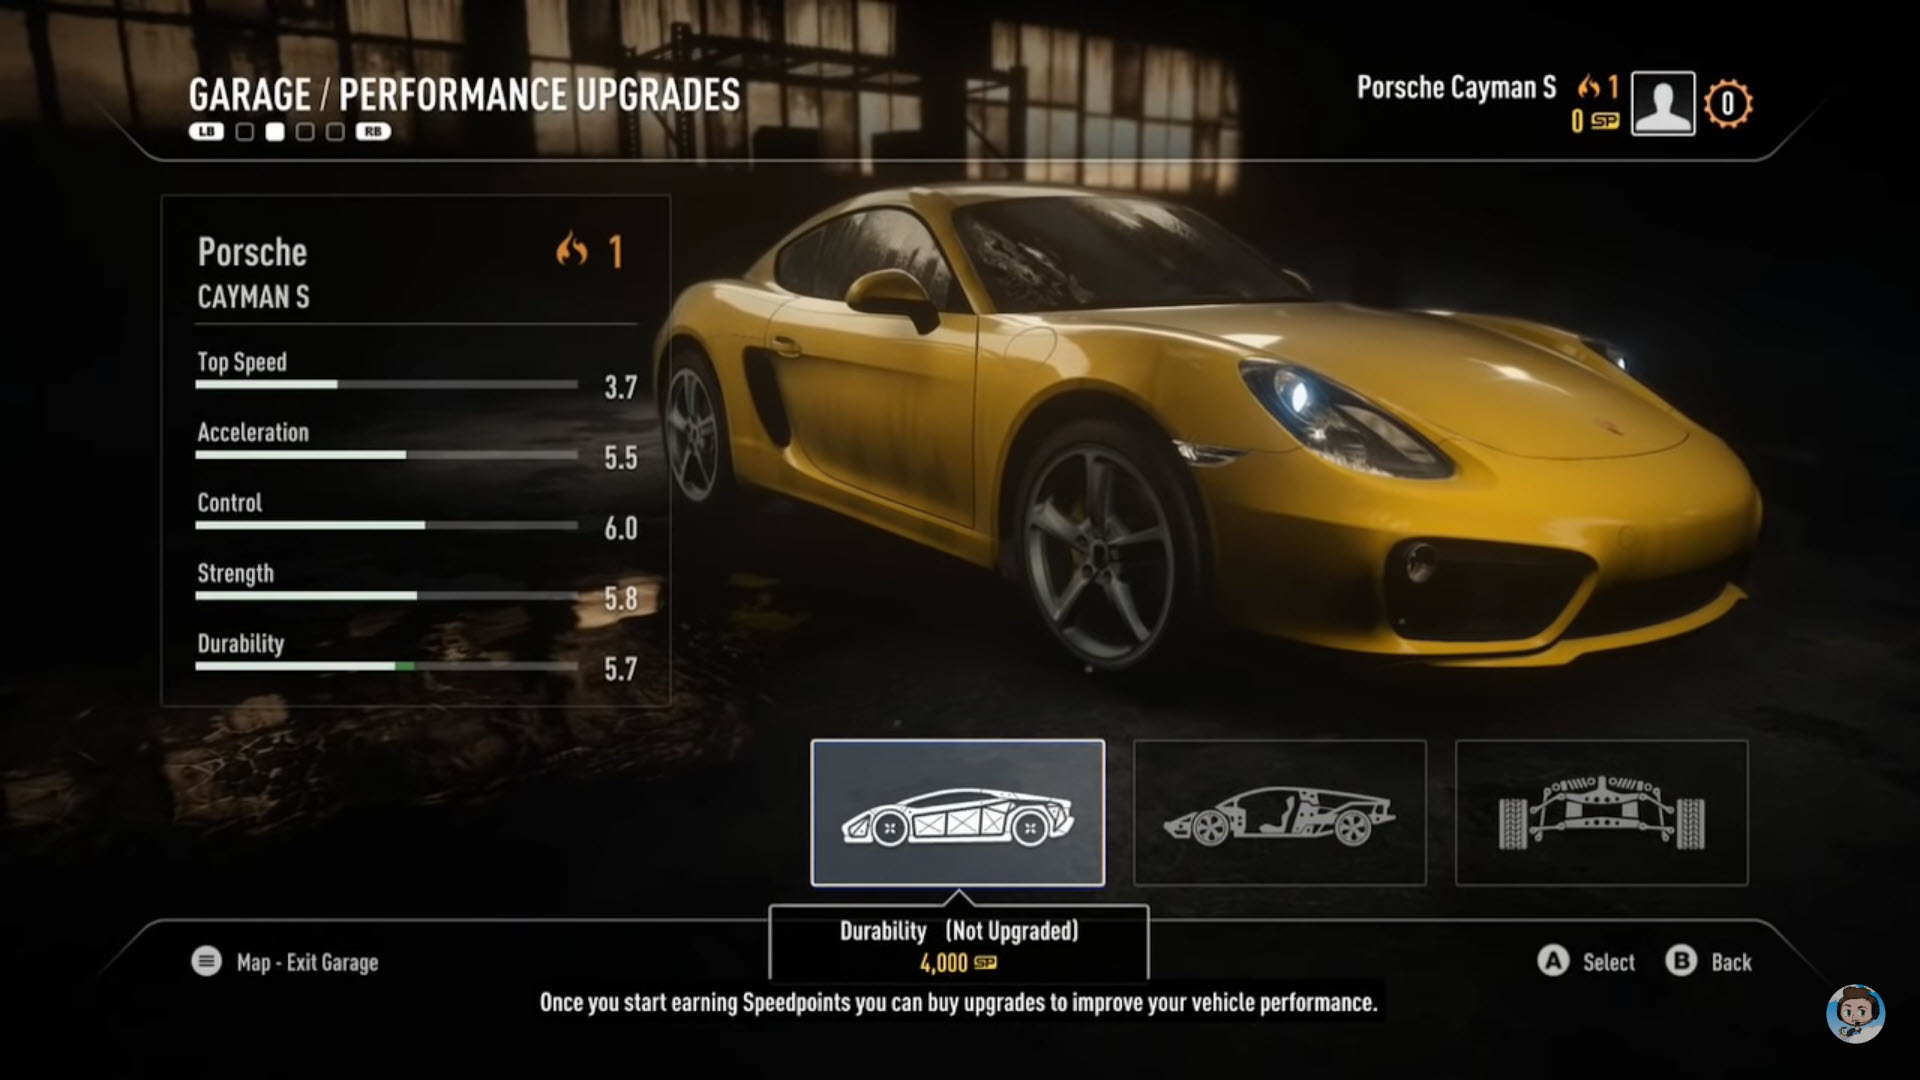 GARAGE / PERFORMANCE UPGRADES
LB RB
Porsche Cayman S 1
0 SP
0
Porsche 1
CAYMAN S
Top Speed
3.7
Acceleration
5.5
Control
6.0
Strength
5.8
Durability
5.7
Durability (Not Upgraded)
4,000 SP
Map - Exit Garage
A Select B Back
Once you start earning Speedpoints you can buy upgrades to improve your vehicle performance.